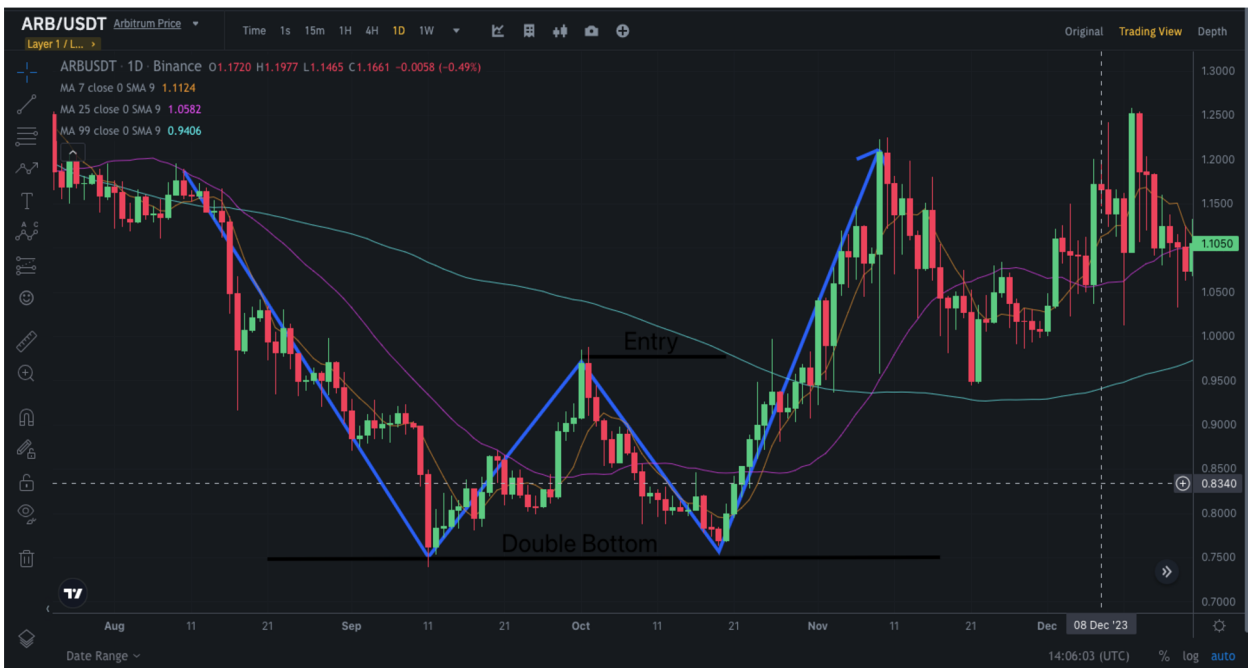 ARB/USDT Arbitrum Price
Layer 1 / L... >
Time 1s 15m 1H 4H 1D 1W
Original Trading View Depth
ARBUSDT · 1D · Binance O1.1720 H1.1977 L1.1465 C1.1661 -0.0058 (-0.49%)
MA 7 close 0 SMA 9 1.1124
MA 25 close 0 SMA 9 1.0582
MA 99 close 0 SMA 9 0.9406
1.3000
1.2500
1.2000
1.1500
1.1050
1.0500
1.0000
0.9500
0.9000
0.8500
0.8340
0.8000
0.7500
0.7000
Entry
Double Bottom
Aug 11 21 Sep 11 21 Oct 11 21 Nov 11 21 Dec 08 Dec '23
Date Range 14:06:03 (UTC) % log auto